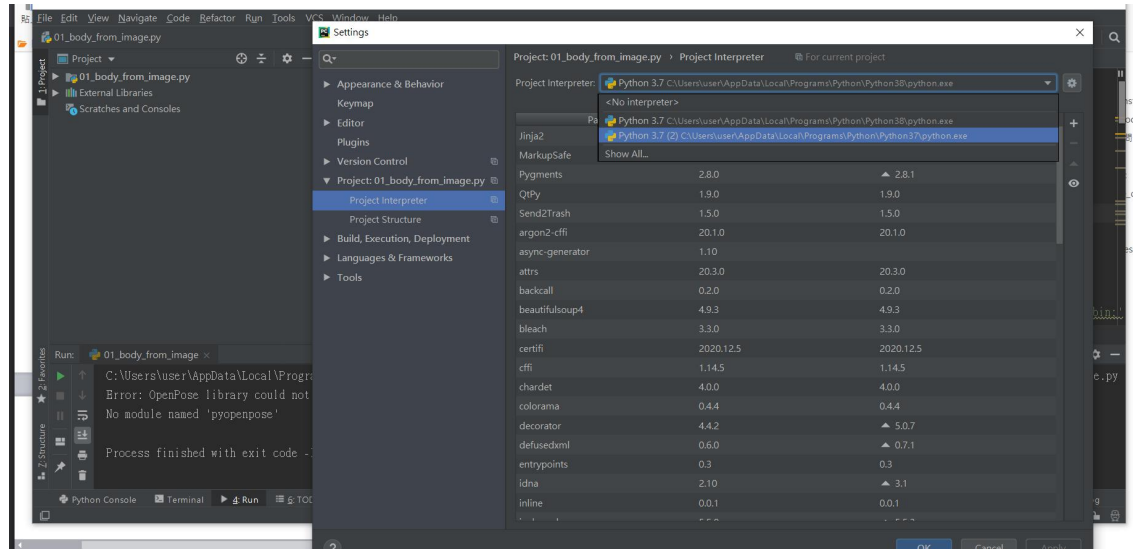 貼
File Edit View Navigate Code Refactor Run Tools VCS Window Help
01_body_from_image.py
Project
01_body_from_image.py
External Libraries
Scratches and Consoles
1: Project
2: Favorites
Z: Structure
Settings
Appearance & Behavior
Keymap
Editor
Plugins
Version Control
Project: 01_body_from_image.py
Project Interpreter
Project Structure
Build, Execution, Deployment
Languages & Frameworks
Tools
Project: 01_body_from_image.py › Project Interpreter For current project
Project Interpreter: Python 3.7 C:\Users\user\AppData\Local\Programs\Python\Python38\python.exe
<No interpreter>
Python 3.7 C:\Users\user\AppData\Local\Programs\Python\Python38\python.exe
Python 3.7 (2) C:\Users\user\AppData\Local\Programs\Python\Python37\python.exe
Show All...
Pa
Jinja2
MarkupSafe
Pygments 2.8.0 ▲ 2.8.1
QtPy 1.9.0 1.9.0
Send2Trash 1.5.0 1.5.0
argon2-cffi 20.1.0 20.1.0
async-generator 1.10
attrs 20.3.0 20.3.0
backcall 0.2.0 0.2.0
beautifulsoup4 4.9.3 4.9.3
bleach 3.3.0 3.3.0
certifi 2020.12.5 2020.12.5
cffi 1.14.5 1.14.5
chardet 4.0.0 4.0.0
colorama 0.4.4 0.4.4
decorator 4.4.2 ▲ 5.0.7
defusedxml 0.6.0 ▲ 0.7.1
entrypoints 0.3 0.3
idna 2.10 ▲ 3.1
inline 0.0.1 0.0.1
OK Cancel Apply
Run: 01_body_from_image
C:\Users\user\AppData\Local\Progra
Error: OpenPose library could not
No module named 'pyopenpose'
Process finished with exit code -
Python Console Terminal 4: Run 6: TOD
bin;'
e.py